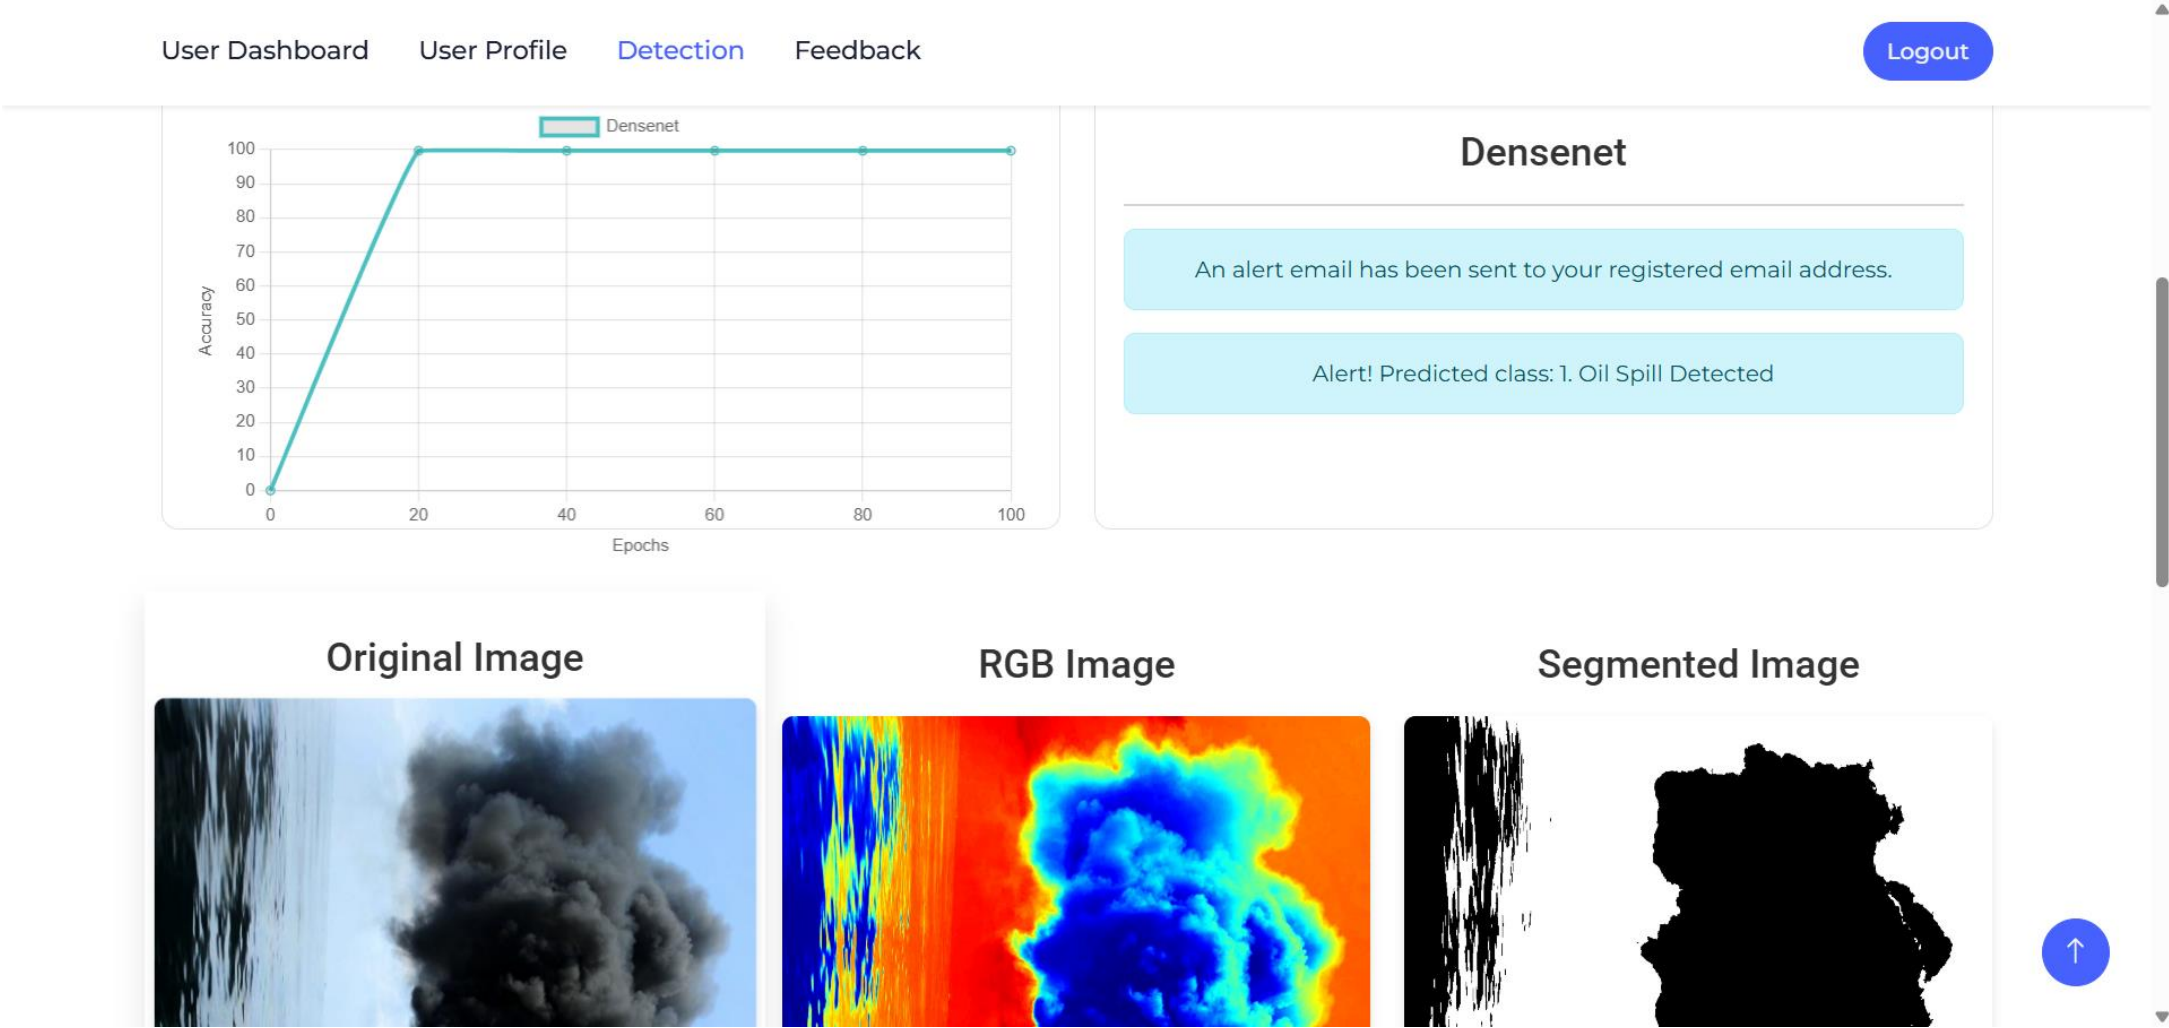 User Dashboard User Profile Detection Feedback Logout
Densenet
100
90
80
70
60
50
40
30
20
10
0
Accuracy
0 20 40 60 80 100
Epochs
Densenet
An alert email has been sent to your registered email address.
Alert! Predicted class: 1. Oil Spill Detected
Original Image
RGB Image
Segmented Image